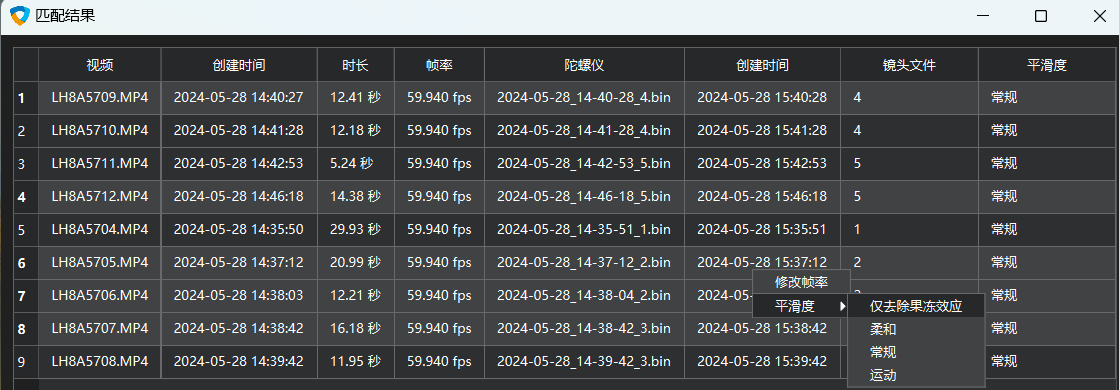 匹配结果
视频 创建时间 时长 帧率 陀螺仪 创建时间 镜头文件 平滑度
1 LH8A5709.MP4 2024-05-28 14:40:27 12.41 秒 59.940 fps 2024-05-28_14-40-28_4.bin 2024-05-28 15:40:28 4 常规
2 LH8A5710.MP4 2024-05-28 14:41:28 12.18 秒 59.940 fps 2024-05-28_14-41-28_4.bin 2024-05-28 15:41:28 4 常规
3 LH8A5711.MP4 2024-05-28 14:42:53 5.24 秒 59.940 fps 2024-05-28_14-42-53_5.bin 2024-05-28 15:42:53 5 常规
4 LH8A5712.MP4 2024-05-28 14:46:18 14.38 秒 59.940 fps 2024-05-28_14-46-18_5.bin 2024-05-28 15:46:18 5 常规
5 LH8A5704.MP4 2024-05-28 14:35:50 29.93 秒 59.940 fps 2024-05-28_14-35-51_1.bin 2024-05-28 15:35:51 1 常规
6 LH8A5705.MP4 2024-05-28 14:37:12 20.99 秒 59.940 fps 2024-05-28_14-37-12_2.bin 2024-05-28 15:37:12 2 常规
修改帧率
7 LH8A5706.MP4 2024-05-28 14:38:03 12.21 秒 59.940 fps 2024-05-28_14-38-04_2.bin 2024-05 常规
平滑度 仅去除果冻效应
8 LH8A5707.MP4 2024-05-28 14:38:42 16.18 秒 59.940 fps 2024-05-28_14-38-42_3.bin 2024-05-28 15:38:42 常规
柔和
常规
9 LH8A5708.MP4 2024-05-28 14:39:42 11.95 秒 59.940 fps 2024-05-28_14-39-42_3.bin 2024-05-28 15:39:42 常规
运动